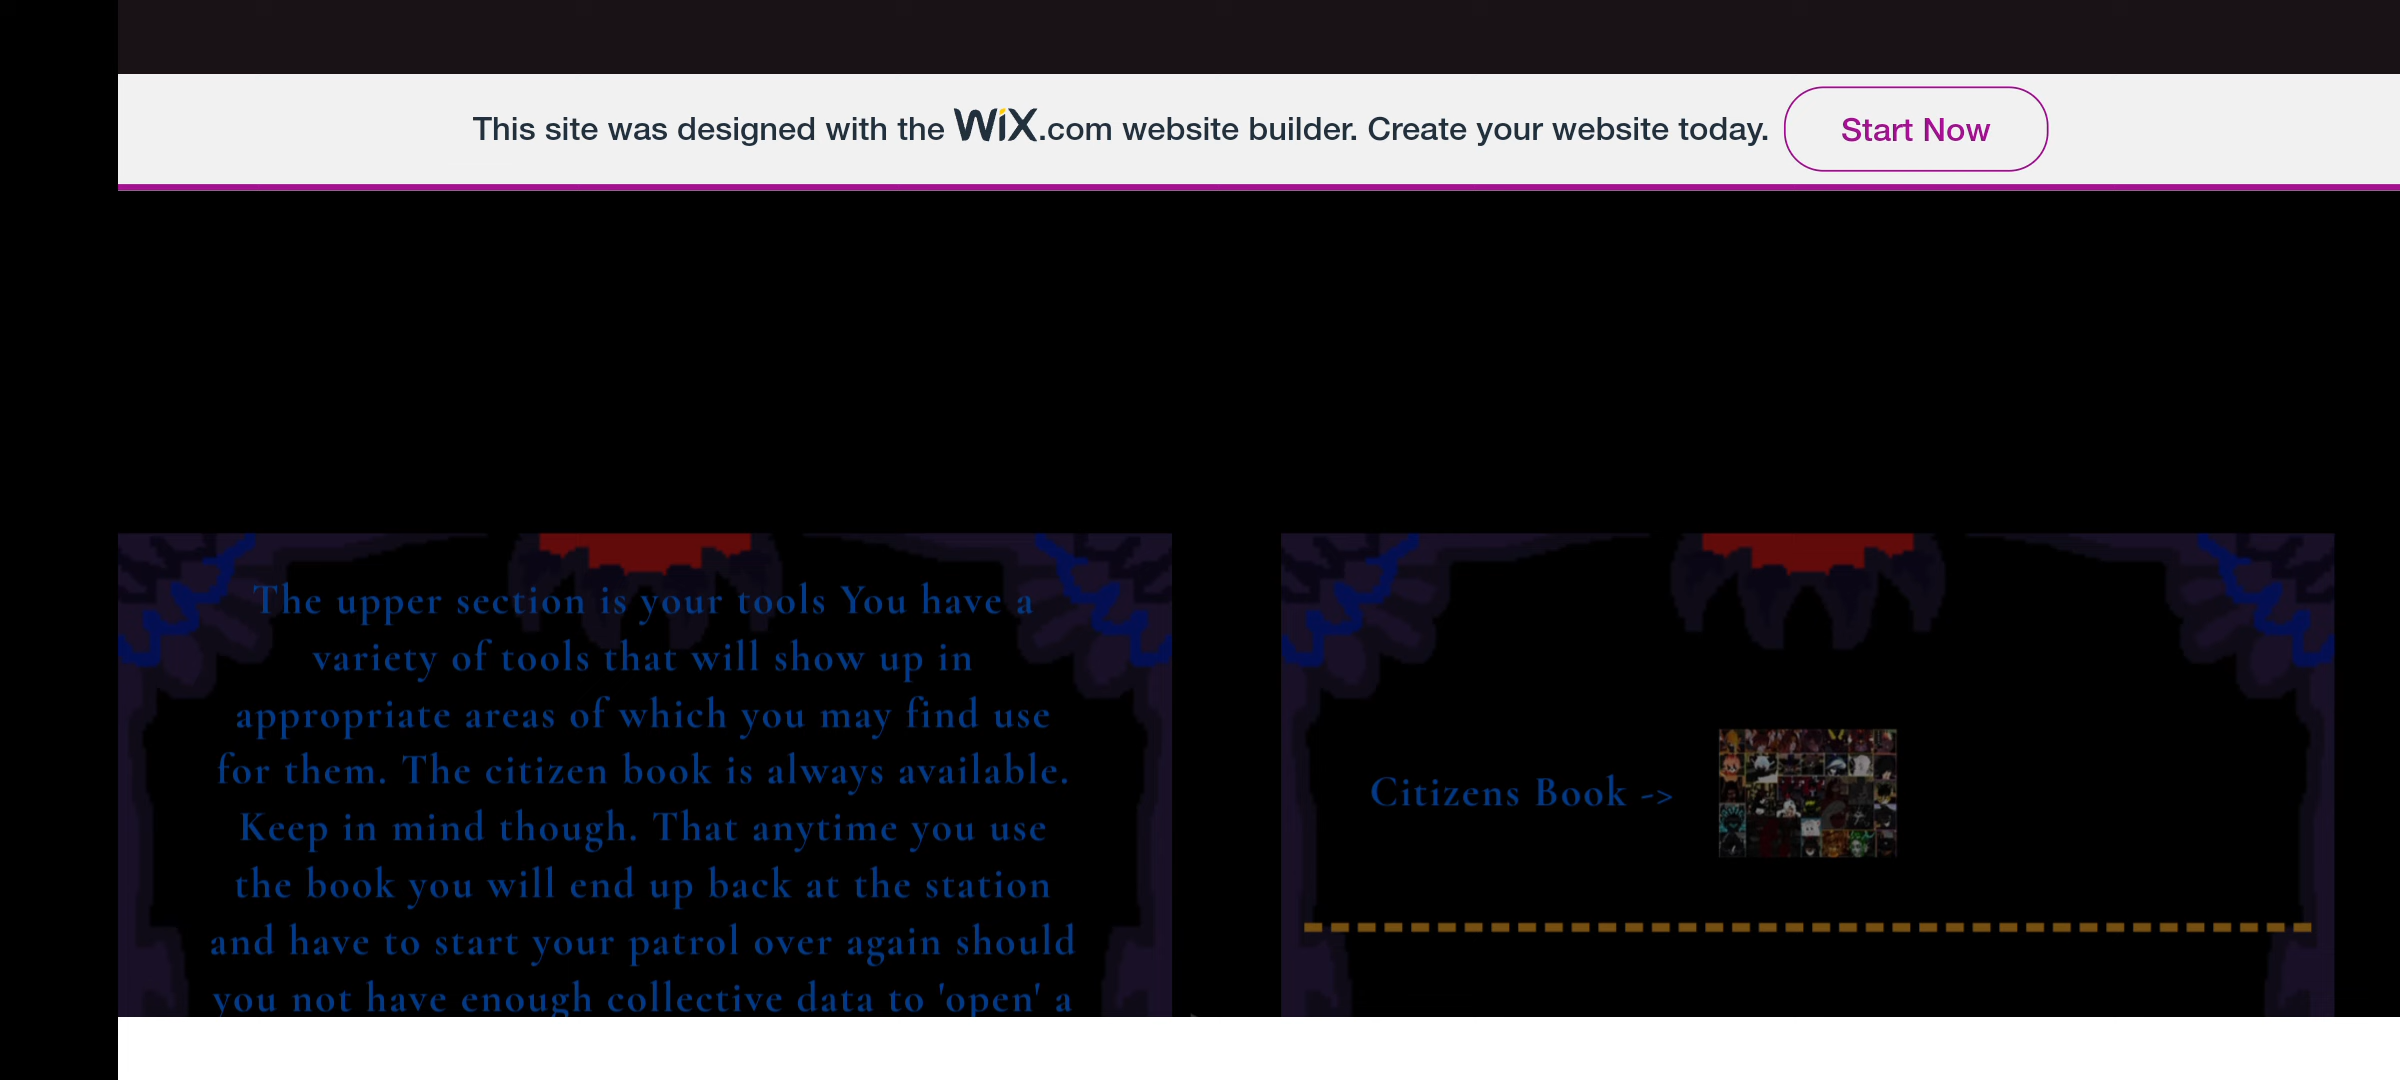 This site was designed with the WiX.com website builder. Create your website today. Start Now
The upper section is your tools You have a
variety of tools that will show up in
appropriate areas of which you may find use
for them. The citizen book is always available.
Keep in mind though. That anytime you use
the book you will end up back at the station
and have to start your patrol over again should
you not have enough collective data to 'open' a
Citizens Book ->